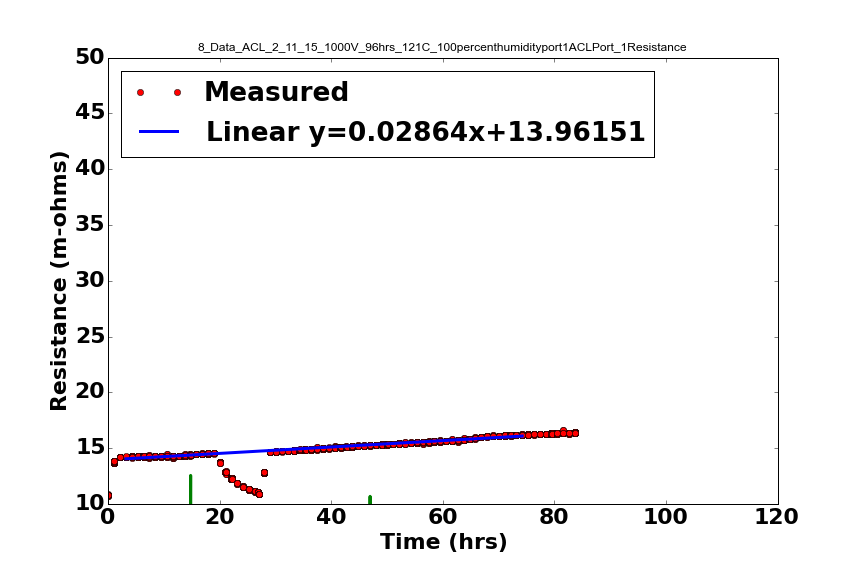 8_Data_ACL_2_11_15_1000V_96hrs_121C_100percenthumidityport1ACLPort_1Resistance
Measured
Linear y=0.02864x+13.96151
50
45
40
35
30
25
20
15
10
Resistance (m-ohms)
0 20 40 60 80 100 120
Time (hrs)